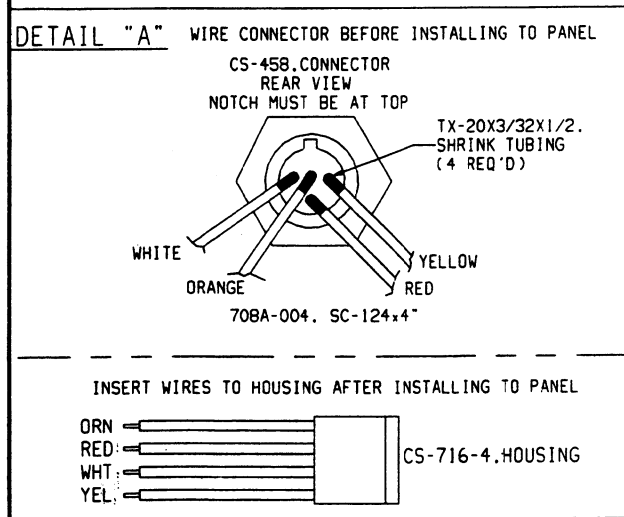 DETAIL "A" WIRE CONNECTOR BEFORE INSTALLING TO PANEL
CS-458.CONNECTOR
REAR VIEW
NOTCH MUST BE AT TOP
TX-20X3/32X1/2.
SHRINK TUBING
(4 REQ'D)
WHITE
YELLOW
ORANGE
RED
708A-004. SC-124x4"
INSERT WIRES TO HOUSING AFTER INSTALLING TO PANEL
ORN
RED
WHT
YEL
CS-716-4.HOUSING